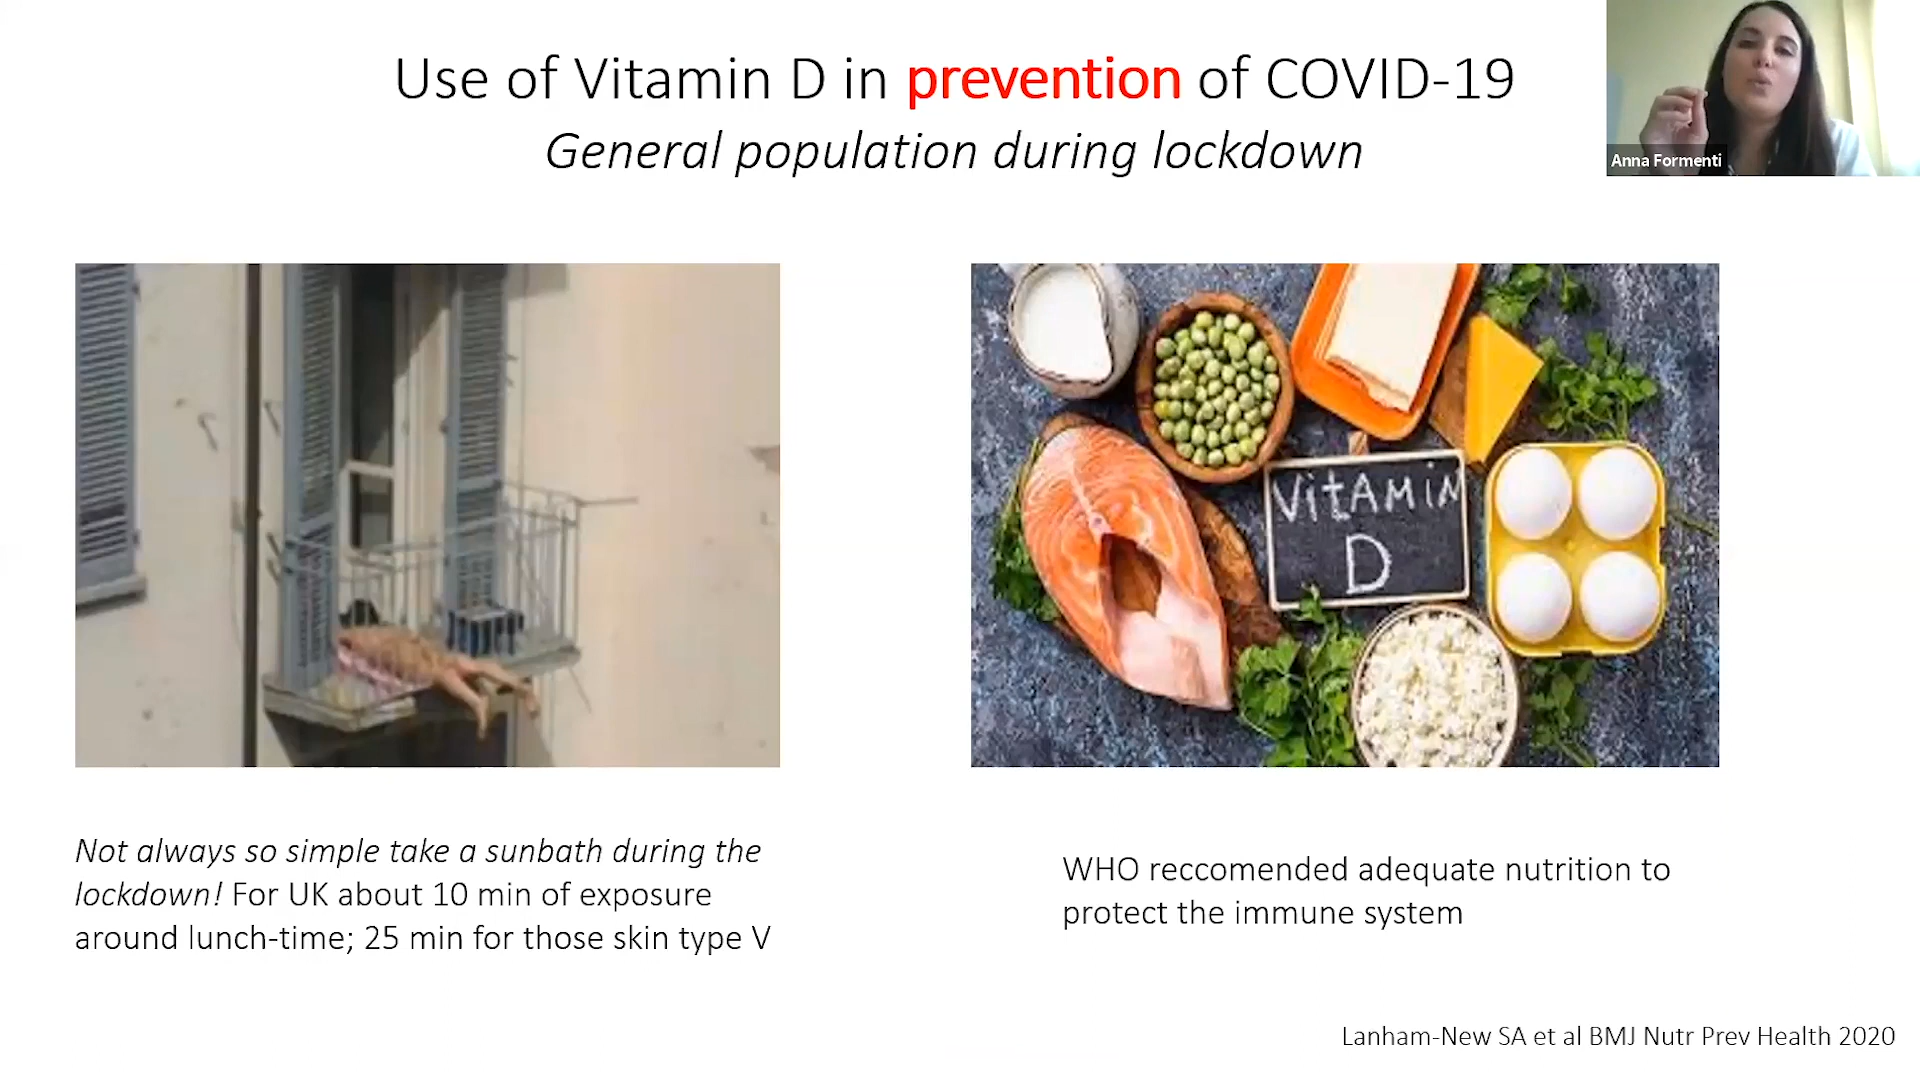 Use of Vitamin D in prevention of COVID-19
General population during lockdown
Anna Formenti
VitAMiN
D
Not always so simple take a sunbath during the
lockdown! For UK about 10 min of exposure
around lunch-time; 25 min for those skin type V
WHO reccomended adequate nutrition to
protect the immune system
Lanham-New SA et al BMJ Nutr Prev Health 2020